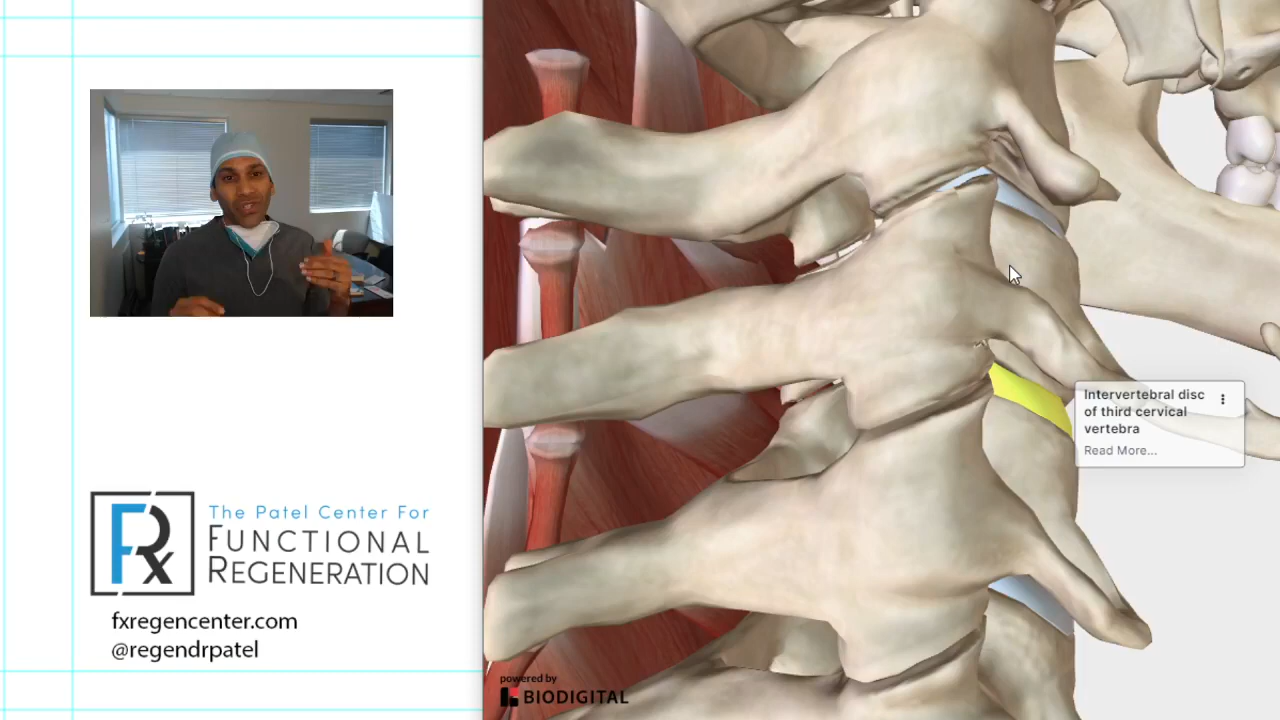 The Patel Center For
FUNCTIONAL
REGENERATION
FRx
fxregencenter.com
@regendrpatel
Intervertebral disc
of third cervical
vertebra
Read More...
powered by
BIODIGITAL